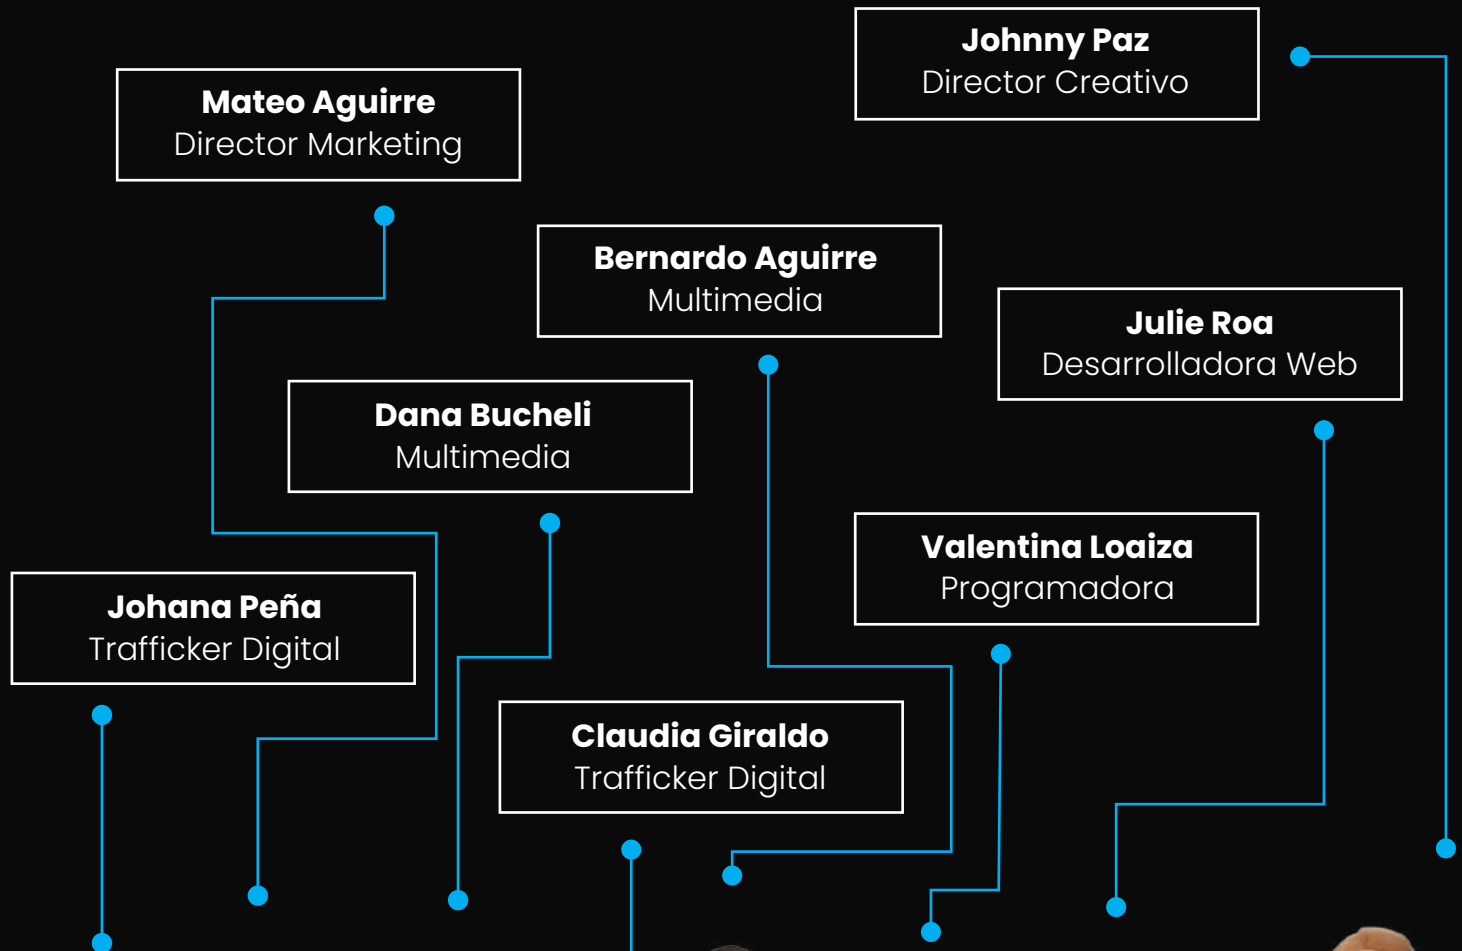 Johnny Paz
Director Creativo
Mateo Aguirre
Director Marketing
Bernardo Aguirre
Multimedia
Julie Roa
Desarrolladora Web
Dana Bucheli
Multimedia
Valentina Loaiza
Programadora
Johana Peña
Trafficker Digital
Claudia Giraldo
Trafficker Digital